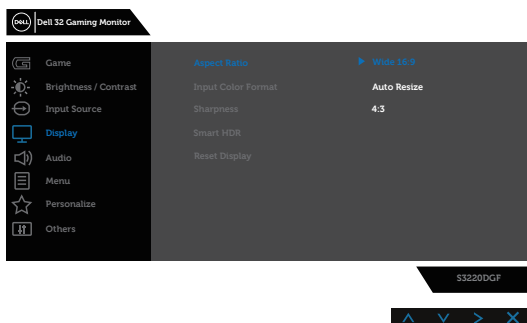 DELL
Dell 32 Gaming Monitor
Game
Brightness / Contrast
Input Source
Display
Audio
Menu
Personalize
Others
Aspect Ratio
Input Color Format
Sharpness
Smart HDR
Reset Display
Wide 16:9
Auto Resize
4:3
S3220DGF